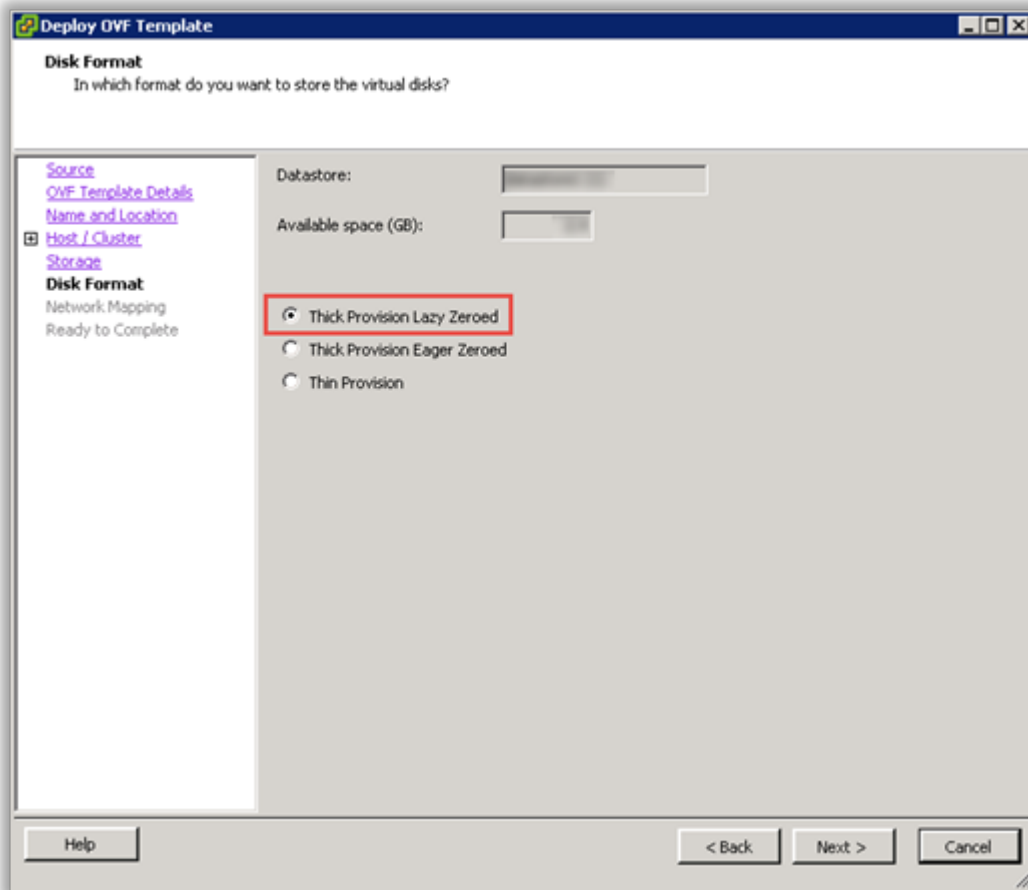 Deploy OVF Template
Disk Format
In which format do you want to store the virtual disks?
Source
OVF Template Details
Name and Location
Host / Cluster
Storage
Disk Format
Network Mapping
Ready to Complete
Datastore:
Available space (GB):
Thick Provision Lazy Zeroed
Thick Provision Eager Zeroed
Thin Provision
Help
< Back
Next >
Cancel